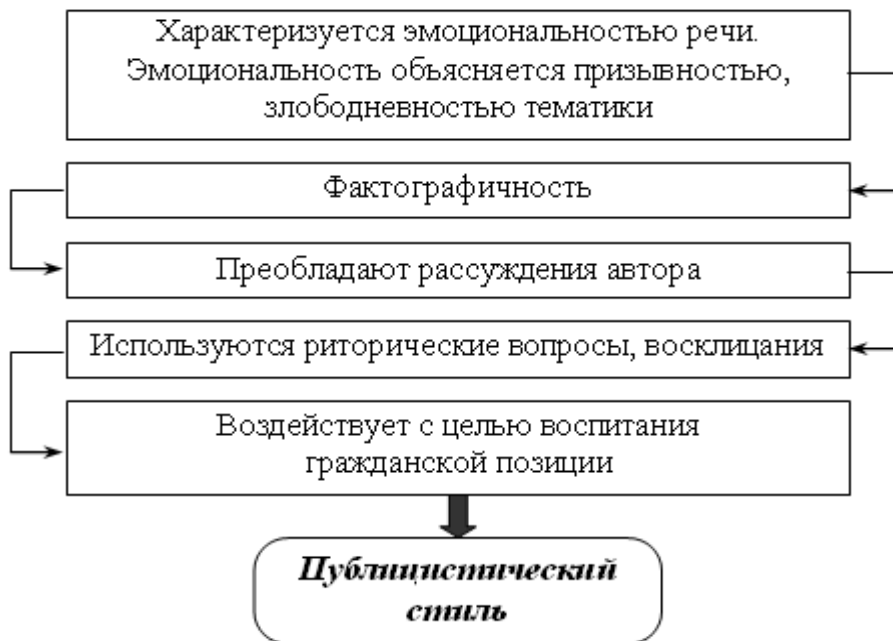 Характеризуется эмоциональностью речи.
Эмоциональность объясняется призывностью,
злободневностью тематики
Фактографичность
Преобладают рассуждения автора
Используются риторические вопросы, восклицания
Воздействует с целью воспитания
гражданской позиции
Публицистический
стиль